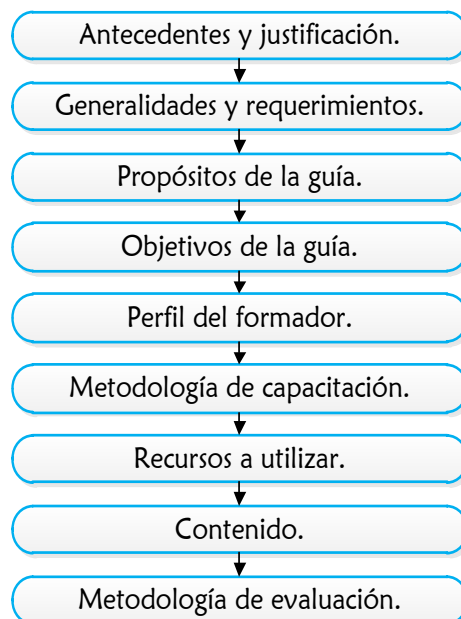 Antecedentes y justificación.
Generalidades y requerimientos.
Propósitos de la guía.
Objetivos de la guía.
Perfil del formador.
Metodología de capacitación.
Recursos a utilizar.
Contenido.
Metodología de evaluación.